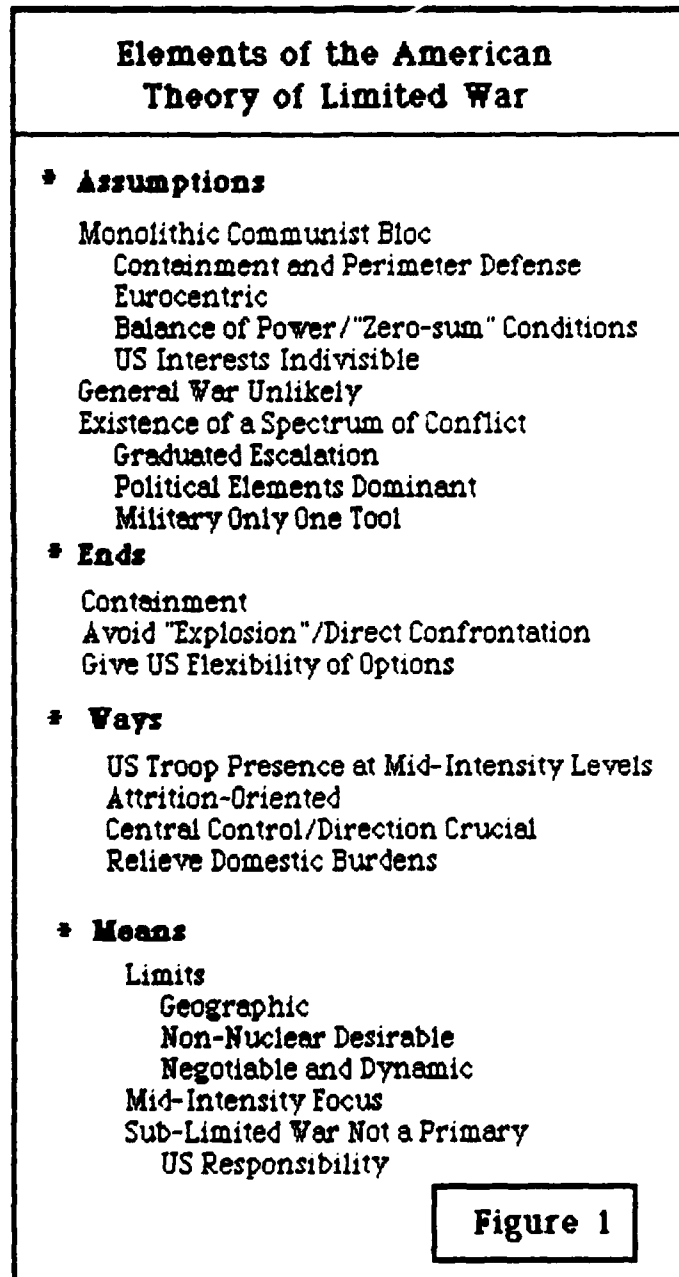 Elements of the American
Theory of Limited War
* Assumptions
Monolithic Communist Bloc
Containment and Perimeter Defense
Eurocentric
Balance of Power/"Zero-sum" Conditions
US Interests Indivisible
General War Unlikely
Existence of a Spectrum of Conflict
Graduated Escalation
Political Elements Dominant
Military Only One Tool
* Ends
Containment
Avoid "Explosion"/Direct Confrontation
Give US Flexibility of Options
* Ways
US Troop Presence at Mid-Intensity Levels
Attrition-Oriented
Central Control/Direction Crucial
Relieve Domestic Burdens
* Means
Limits
Geographic
Non-Nuclear Desirable
Negotiable and Dynamic
Mid-Intensity Focus
Sub-Limited War Not a Primary
US Responsibility
Figure 1